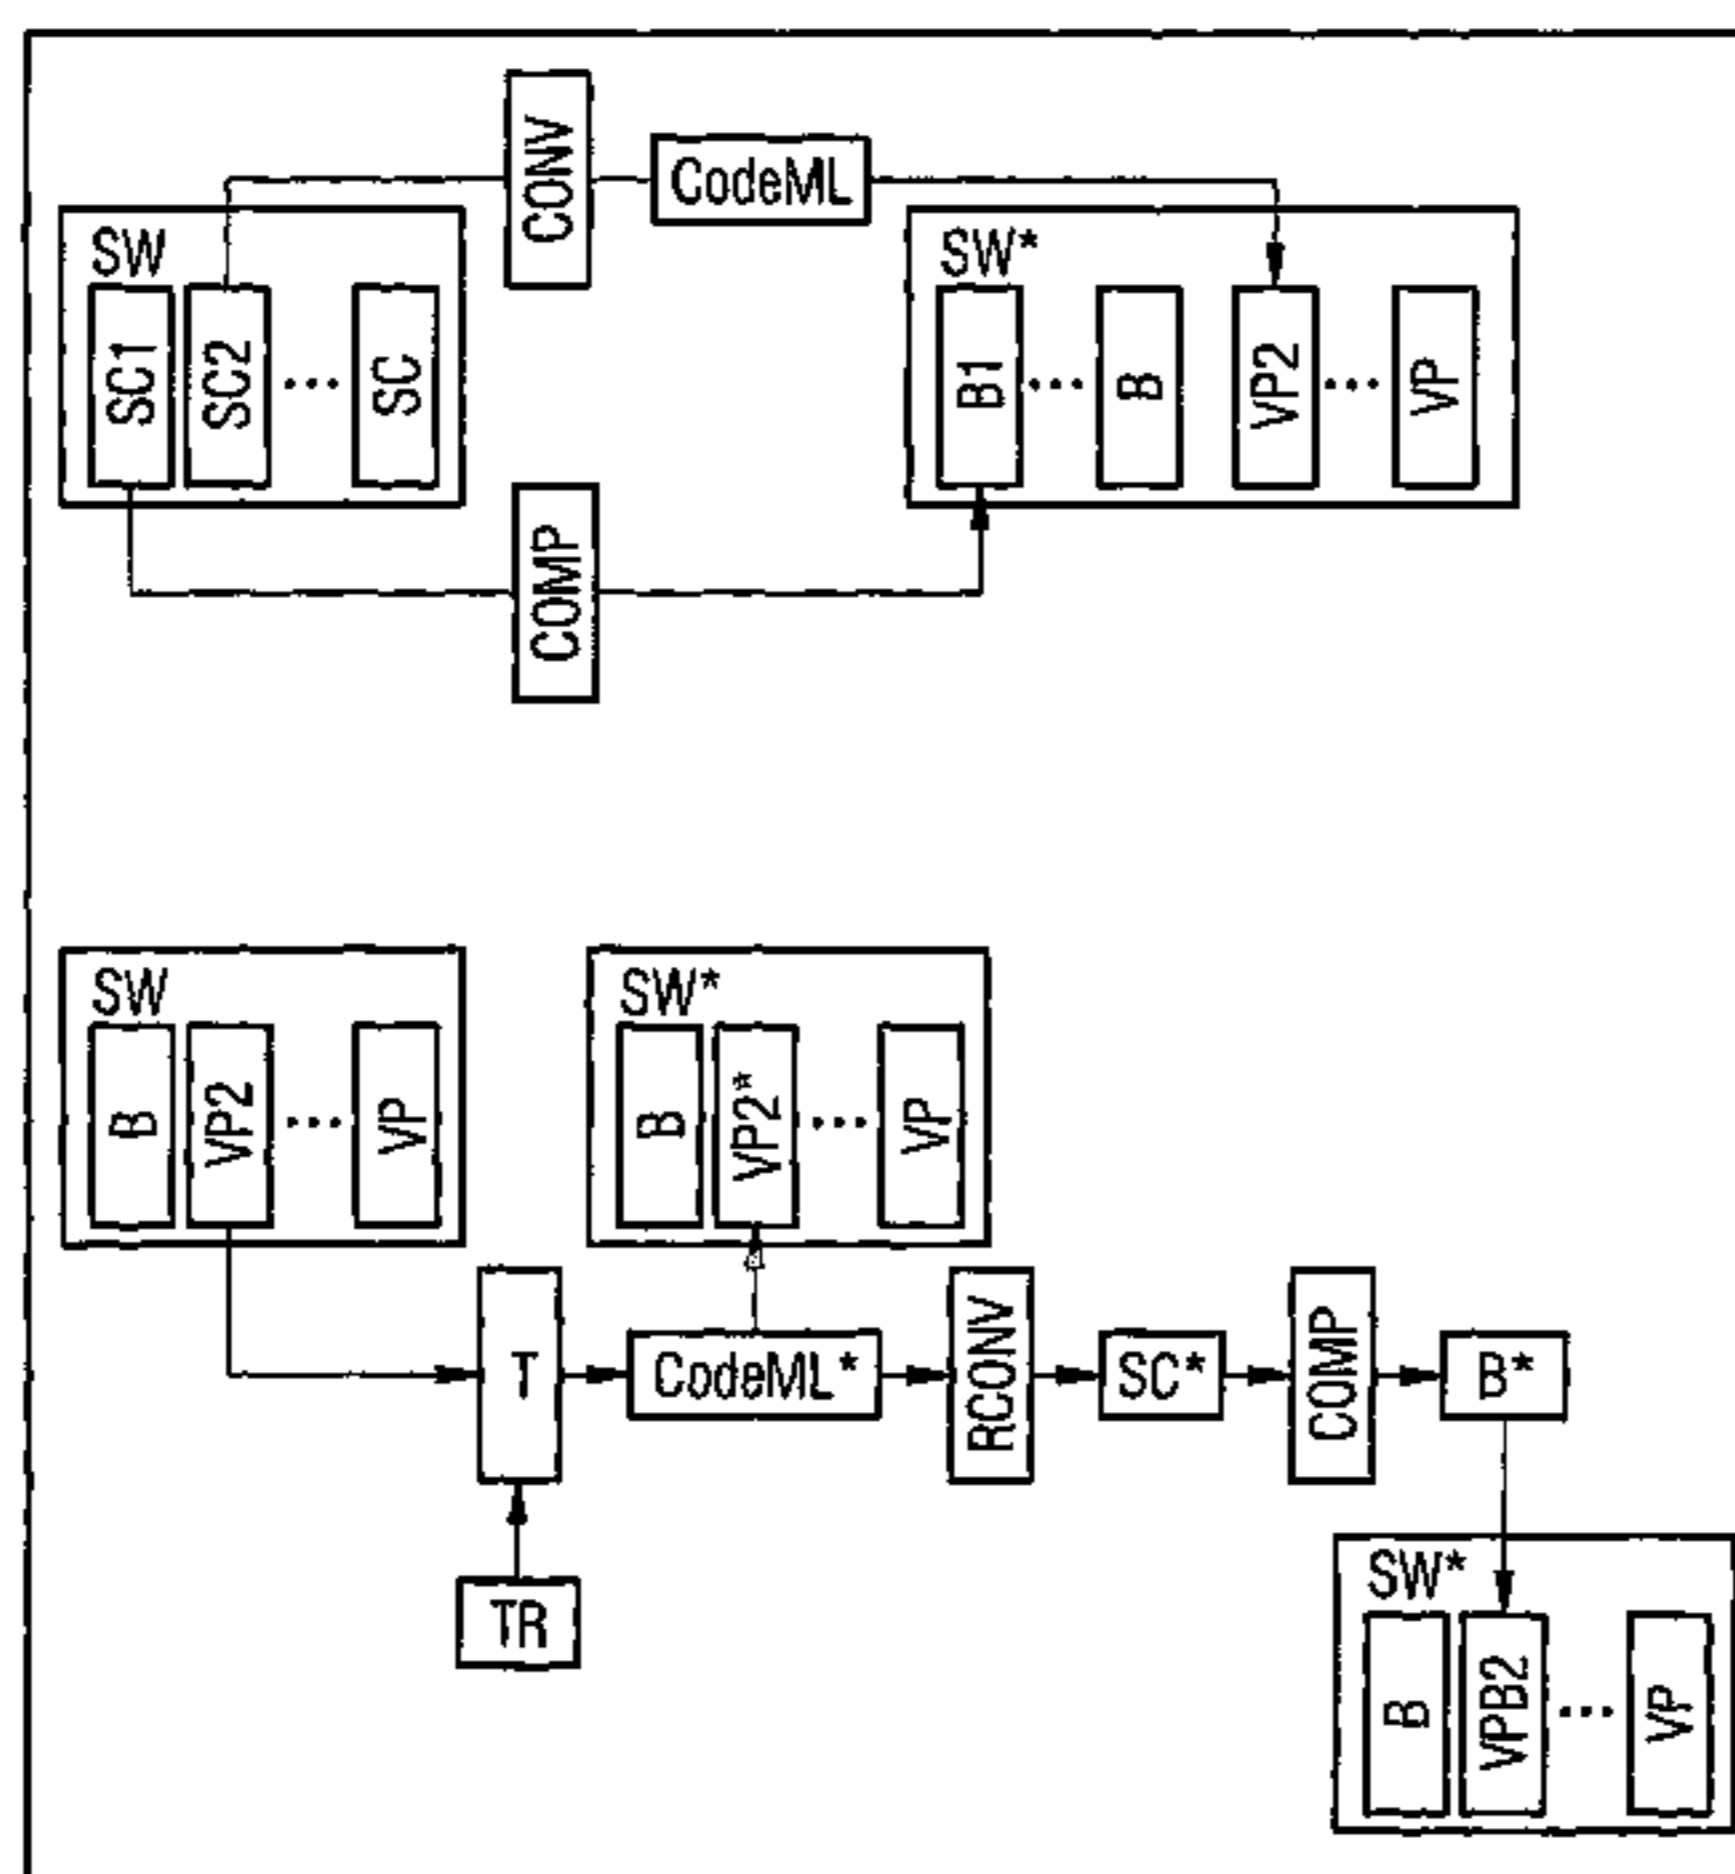 CONV
CodeML
SW
SC1
SC2
...
SC
SW*
B1
...
B
VP2
...
VP
COMP
SW
B
VP2
...
VP
SW*
B
VP2*
...
VP
T
CodeML*
RCONV
SC*
COMP
B*
TR
SW*
B
VPB2
...
VP